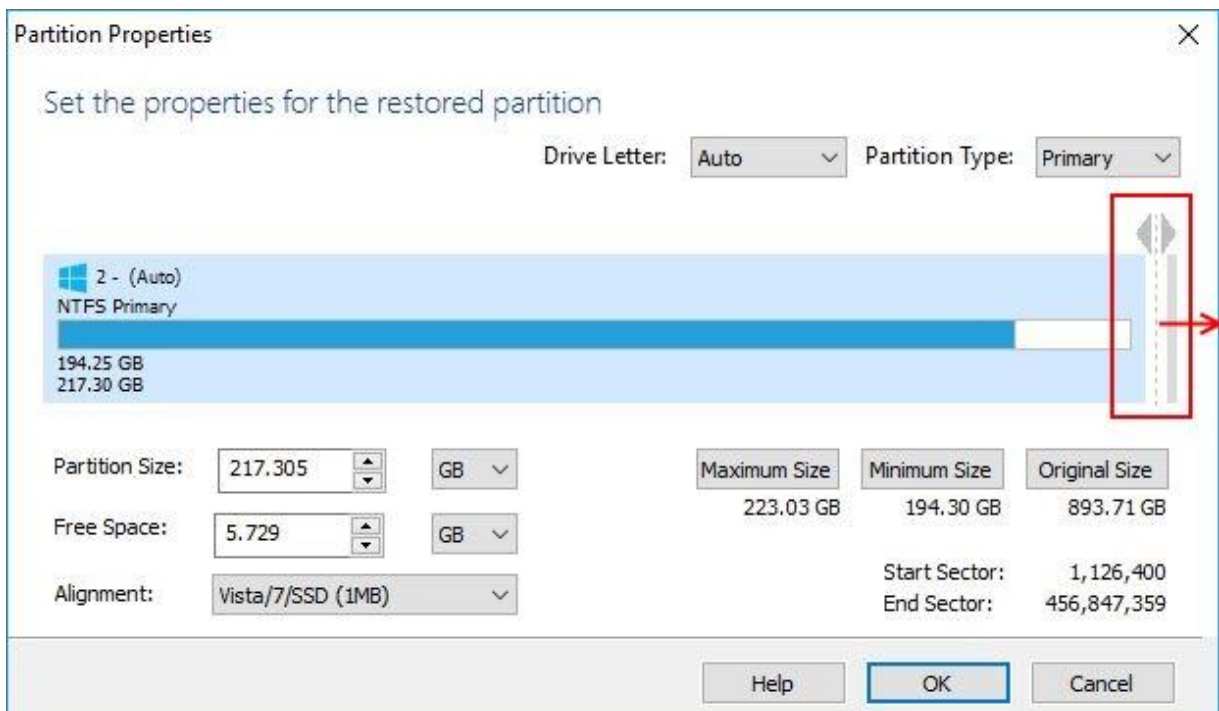 Partition Properties
Set the properties for the restored partition
Drive Letter: Auto Partition Type: Primary
2 - (Auto)
NTFS Primary
194.25 GB
217.30 GB
Partition Size: 217.305 GB Maximum Size Minimum Size Original Size
223.03 GB 194.30 GB 893.71 GB
Free Space: 5.729 GB
Start Sector: 1,126,400
Alignment: Vista/7/SSD (1MB)
End Sector: 456,847,359
Help OK Cancel